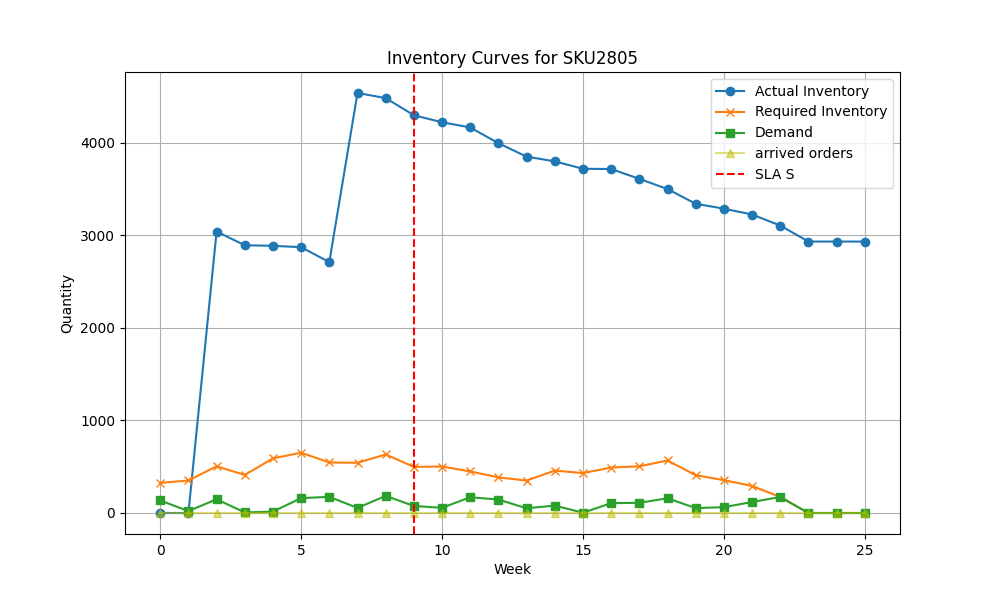 Inventory Curves for SKU2805
Actual Inventory
Required Inventory
Demand
arrived orders
SLA S
Quantity
4000
3000
2000
1000
0
0 5 10 15 20 25
Week